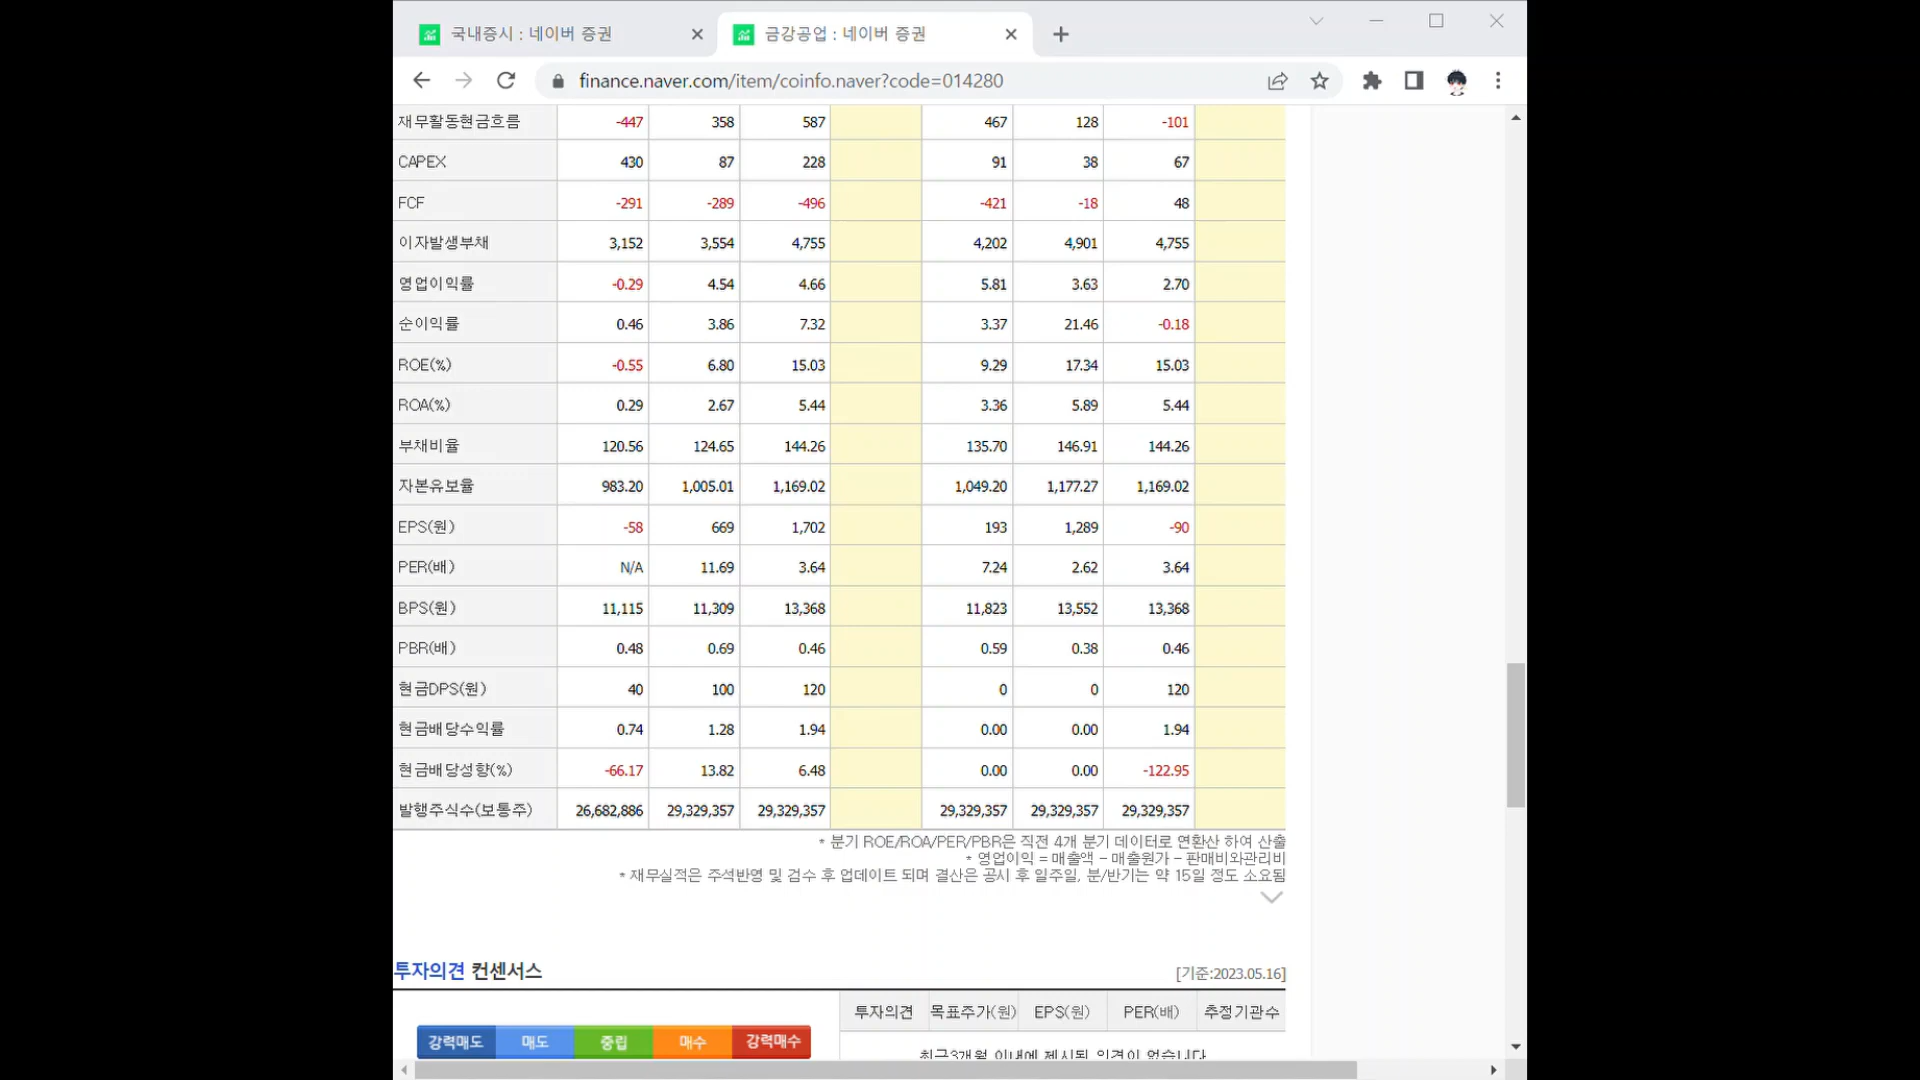 국내증시 : 네이버 증권
금강공업 : 네이버 증권
finance.naver.com/item/coinfo.naver?code=014280
재무활동현금흐름 -447 358 587 467 128 -101
CAPEX 430 87 228 91 38 67
FCF -291 -289 -496 -421 -18 48
이자발생부채 3,152 3,554 4,755 4,202 4,901 4,755
영업이익률 -0.29 4.54 4.66 5.81 3.63 2.70
순이익률 0.46 3.86 7.32 3.37 21.46 -0.18
ROE(%) -0.55 6.80 15.03 9.29 17.34 15.03
ROA(%) 0.29 2.67 5.44 3.36 5.89 5.44
부채비율 120.56 124.65 144.26 135.70 146.91 144.26
자본유보율 983.20 1,005.01 1,169.02 1,049.20 1,177.27 1,169.02
EPS(원) -58 669 1,702 193 1,289 -90
PER(배) N/A 11.69 3.64 7.24 2.62 3.64
BPS(원) 11,115 11,309 13,368 11,823 13,552 13,368
PBR(배) 0.48 0.69 0.46 0.59 0.38 0.46
현금DPS(원) 40 100 120 0 0 120
현금배당수익률 0.74 1.28 1.94 0.00 0.00 1.94
현금배당성향(%) -66.17 13.82 6.48 0.00 0.00 -122.95
발행주식수(보통주) 26,682,886 29,329,357 29,329,357 29,329,357 29,329,357 29,329,357
* 분기 ROE/ROA/PER/PBR은 직전 4개 분기 데이터로 연환산 하여 산출
* 영업이익 = 매출액 - 매출원가 - 판매비와관리비
* 재무실적은 주석반영 및 검수 후 업데이트 되며 결산은 공시 후 일주일, 분/반기는 약 15일 정도 소요됨
투자의견 컨센서스 [기준:2023.05.16]
투자의견 목표주가(원) EPS(원) PER(배) 추정기관수
강력매도 매도 중립 매수 강력매수
최근3개월 이내에 제시된 의견이 없습니다